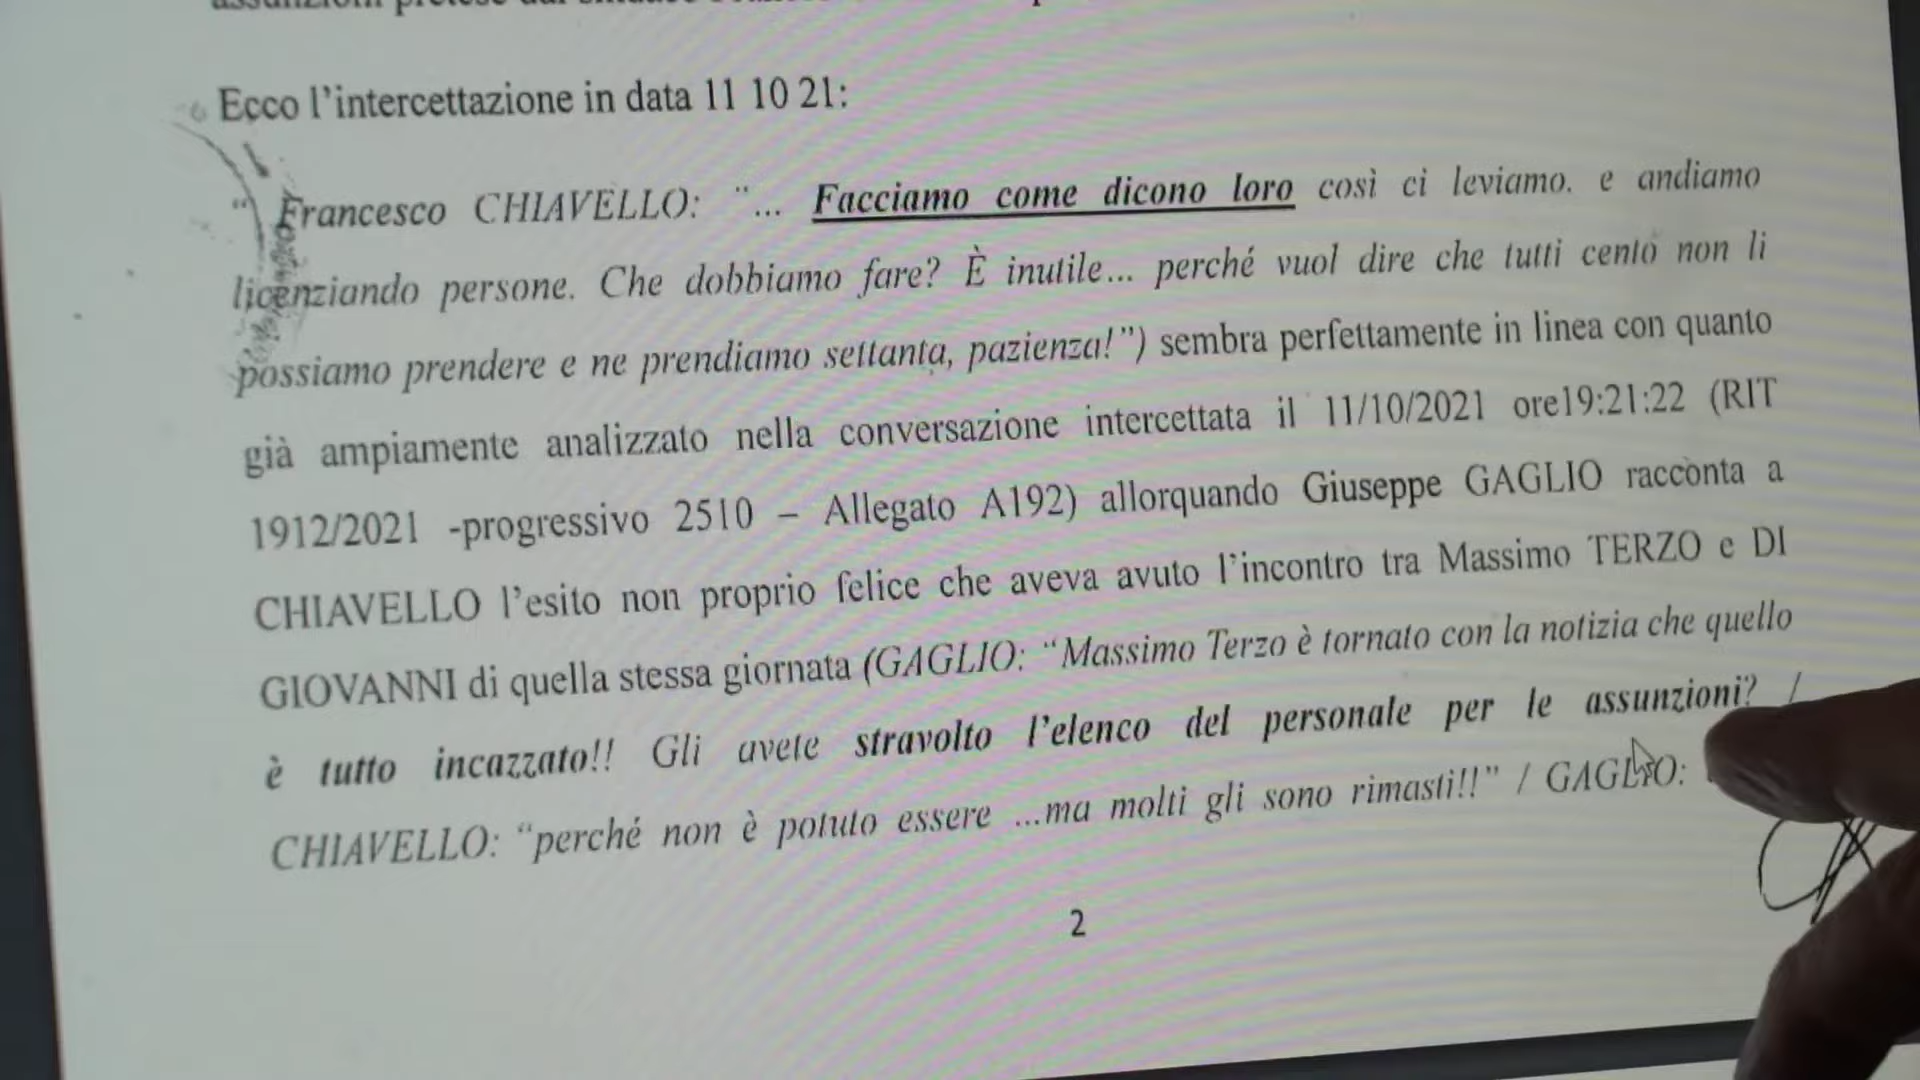 Ecco l'intercettazione in data 11 10 21:
“ Francesco CHIAVELLO: “... Facciamo come dicono loro così ci leviamo. e andiamo
licenziando persone. Che dobbiamo fare? È inutile... perché vuol dire che tutti cento non li
possiamo prendere e ne prendiamo settanta, pazienza!”) sembra perfettamente in linea con quanto
già ampiamente analizzato nella conversazione intercettata il 11/10/2021 ore19:21:22 (RIT
1912/2021 -progressivo 2510 – Allegato A192) allorquando Giuseppe GAGLIO racconta a
CHIAVELLO l'esito non proprio felice che aveva avuto l'incontro tra Massimo TERZO e DI
GIOVANNI di quella stessa giornata (GAGLIO: “Massimo Terzo è tornato con la notizia che quello
è tutto incazzato!! Gli avete stravolto l'elenco del personale per le assunzioni? /
CHIAVELLO: “perché non è potuto essere ...ma molti gli sono rimasti!!” / GAGLIO:
2